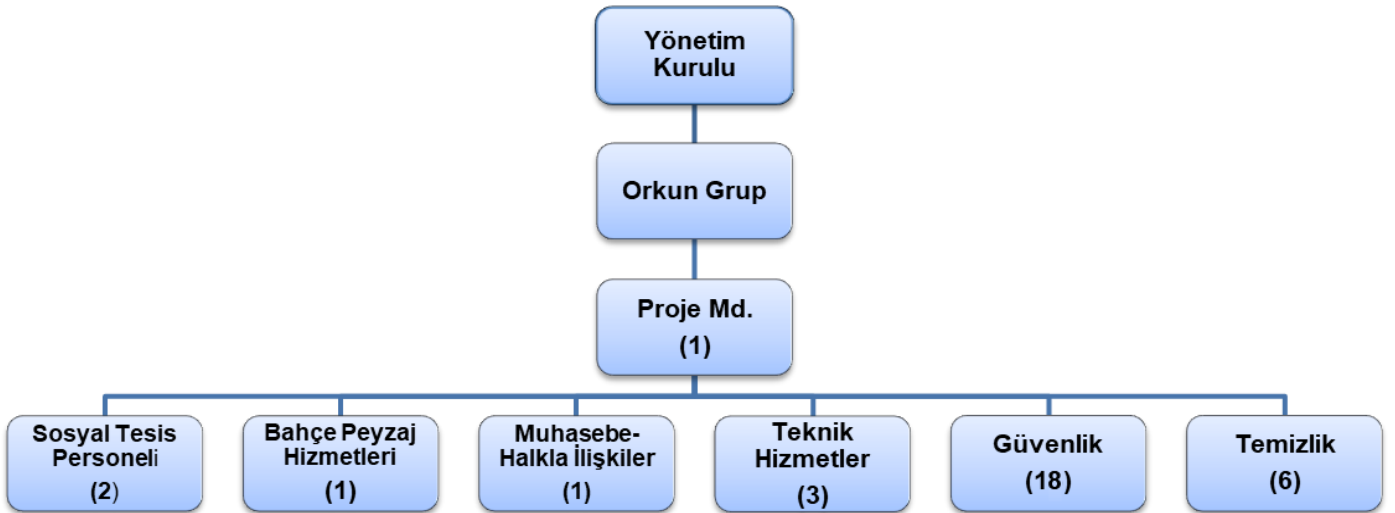 Yönetim
Kurulu
Orkun Grup
Proje Md.
(1)
Sosyal Tesis
Personeli
(2)
Bahçe Peyzaj
Hizmetleri
(1)
Muhasebe-
Halkla İlişkiler
(1)
Teknik
Hizmetler
(3)
Güvenlik
(18)
Temizlik
(6)